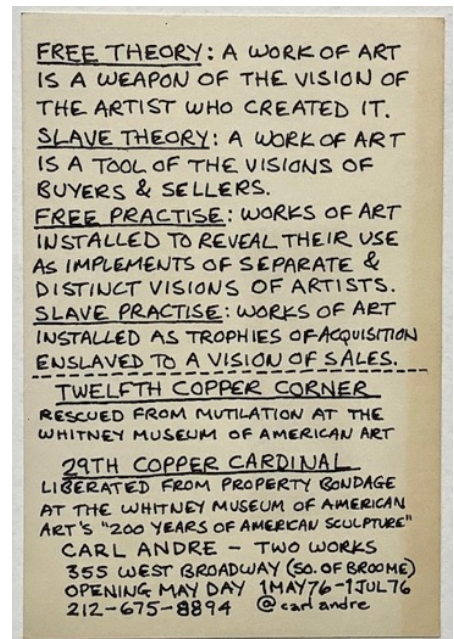 FREE THEORY: A WORK OF ART
IS A WEAPON OF THE VISION OF
THE ARTIST WHO CREATED IT.
SLAVE THEORY: A WORK OF ART
IS A TOOL OF THE VISIONS OF
BUYERS & SELLERS.
FREE PRACTISE: WORKS OF ART
INSTALLED TO REVEAL THEIR USE
AS IMPLEMENTS OF SEPARATE &
DISTINCT VISIONS OF ARTISTS.
SLAVE PRACTISE: WORKS OF ART
INSTALLED AS TROPHIES OF ACQUISITION
ENSLAVED TO A VISION OF SALES.
TWELFTH COPPER CORNER
RESCUED FROM MUTILATION AT THE
WHITNEY MUSEUM OF AMERICAN ART
29TH COPPER CARDINAL
LIBERATED FROM PROPERTY BONDAGE
AT THE WHITNEY MUSEUM OF AMERICAN
ART'S "200 YEARS OF AMERICAN SCULPTURE"
CARL ANDRE - TWO WORKS
355 WEST BROADWAY (SO. OF BROOME)
OPENING MAY DAY 1MAY76-1JUL76
212-675-8894 @ carl andre